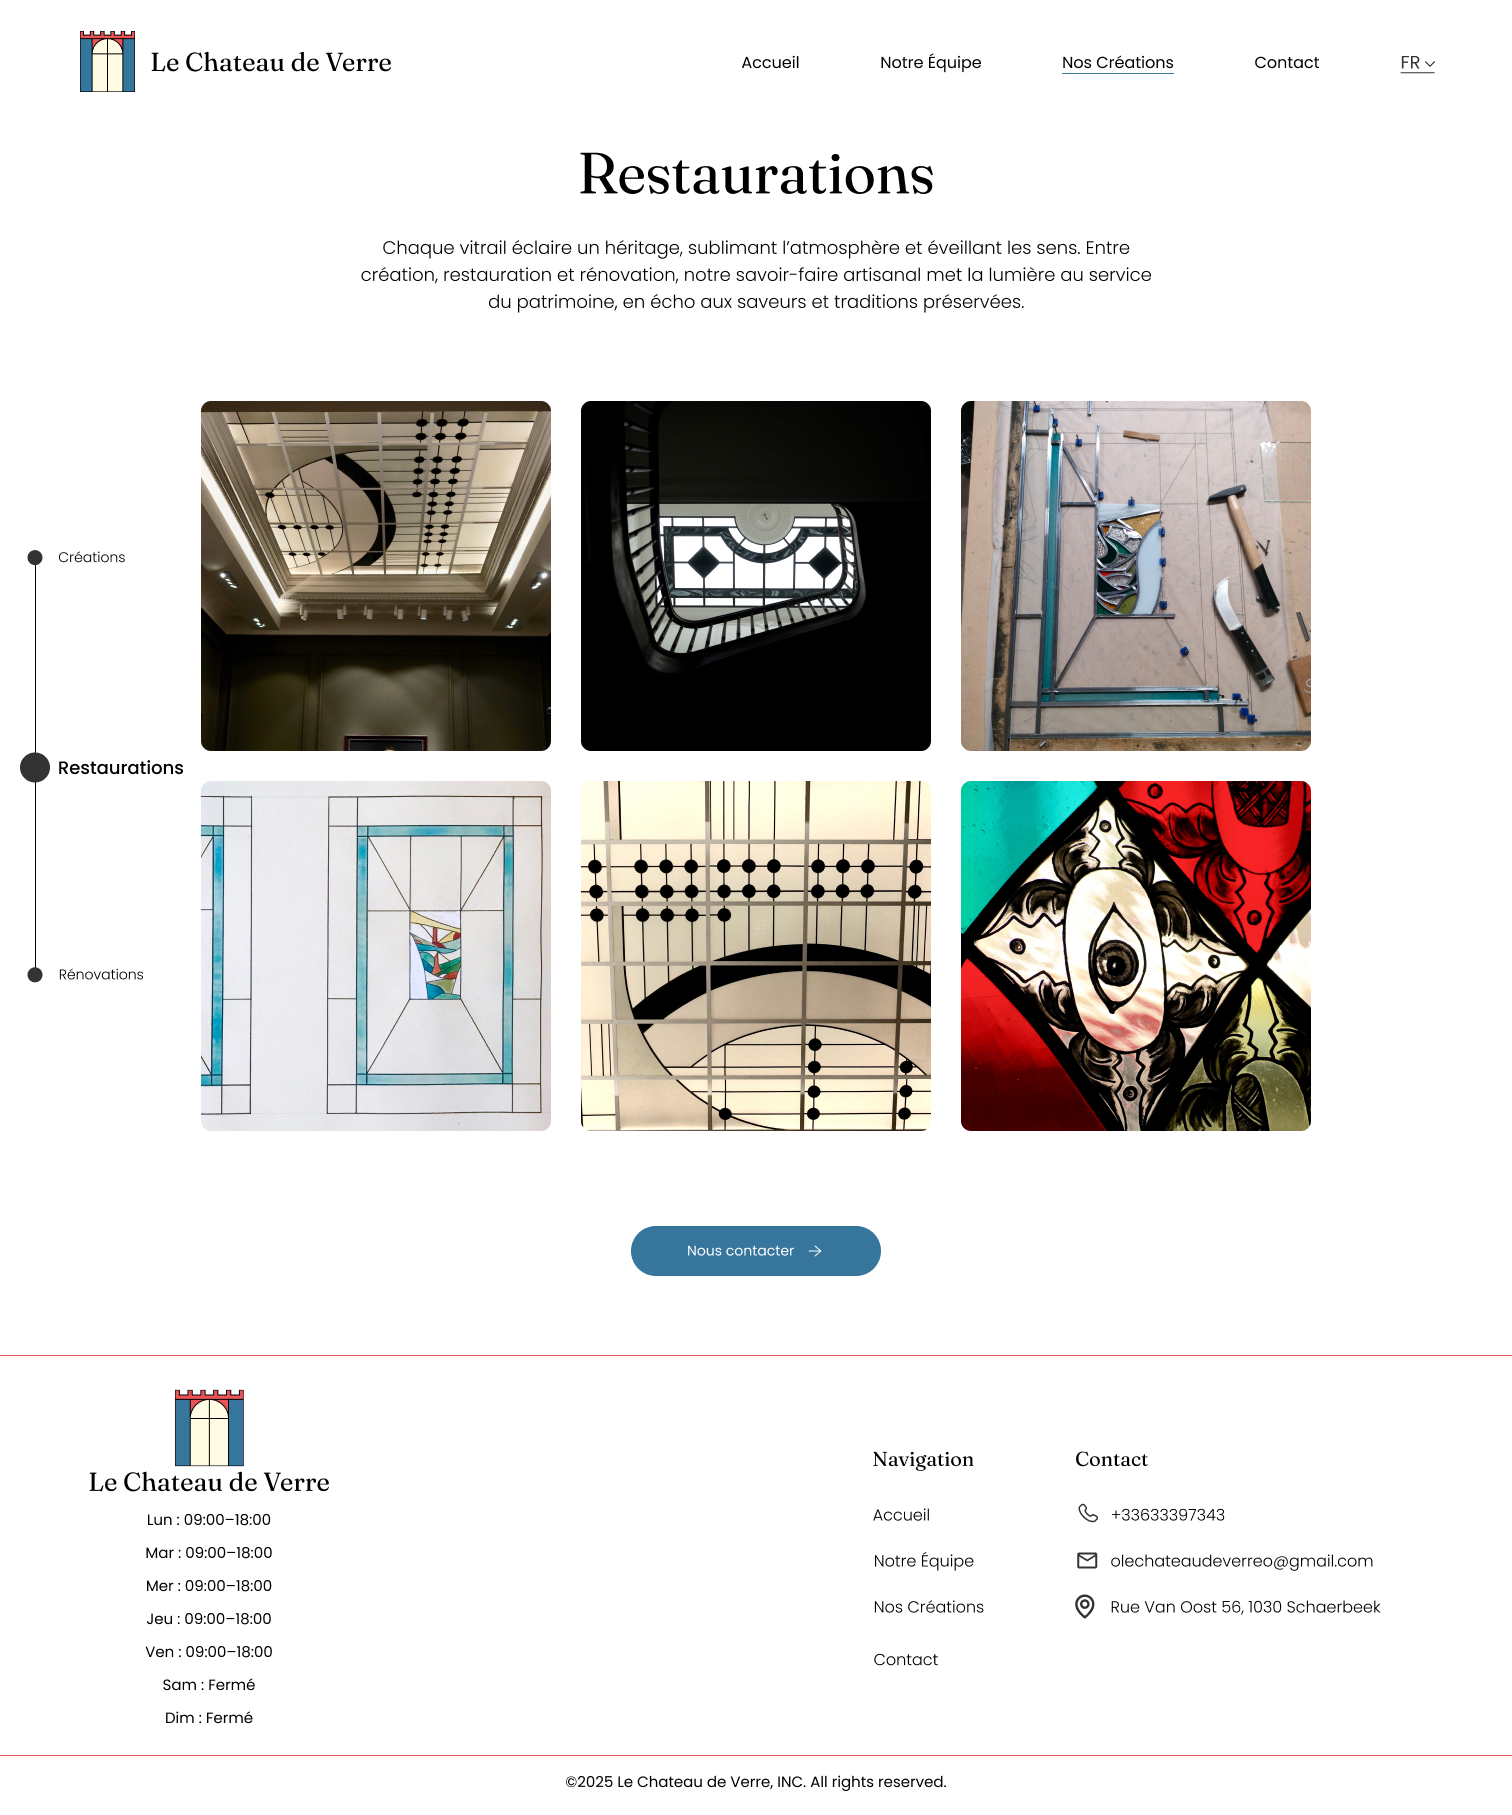 Le Chateau de Verre
Accueil
Notre Équipe
Nos Créations
Contact
FR
Restaurations
Chaque vitrail éclaire un héritage, sublimant l’atmosphère et éveillant les sens. Entre
création, restauration et rénovation, notre savoir-faire artisanal met la lumière au service
du patrimoine, en écho aux saveurs et traditions préservées.
Créations
Restaurations
Rénovations
Nous contacter
Le Chateau de Verre
Lun : 09:00–18:00
Mar : 09:00–18:00
Mer : 09:00–18:00
Jeu : 09:00–18:00
Ven : 09:00–18:00
Sam : Fermé
Dim : Fermé
Navigation
Accueil
Notre Équipe
Nos Créations
Contact
Contact
+33633397343
olechateaudeverreo@gmail.com
Rue Van Oost 56, 1030 Schaerbeek
©2025 Le Chateau de Verre, INC. All rights reserved.